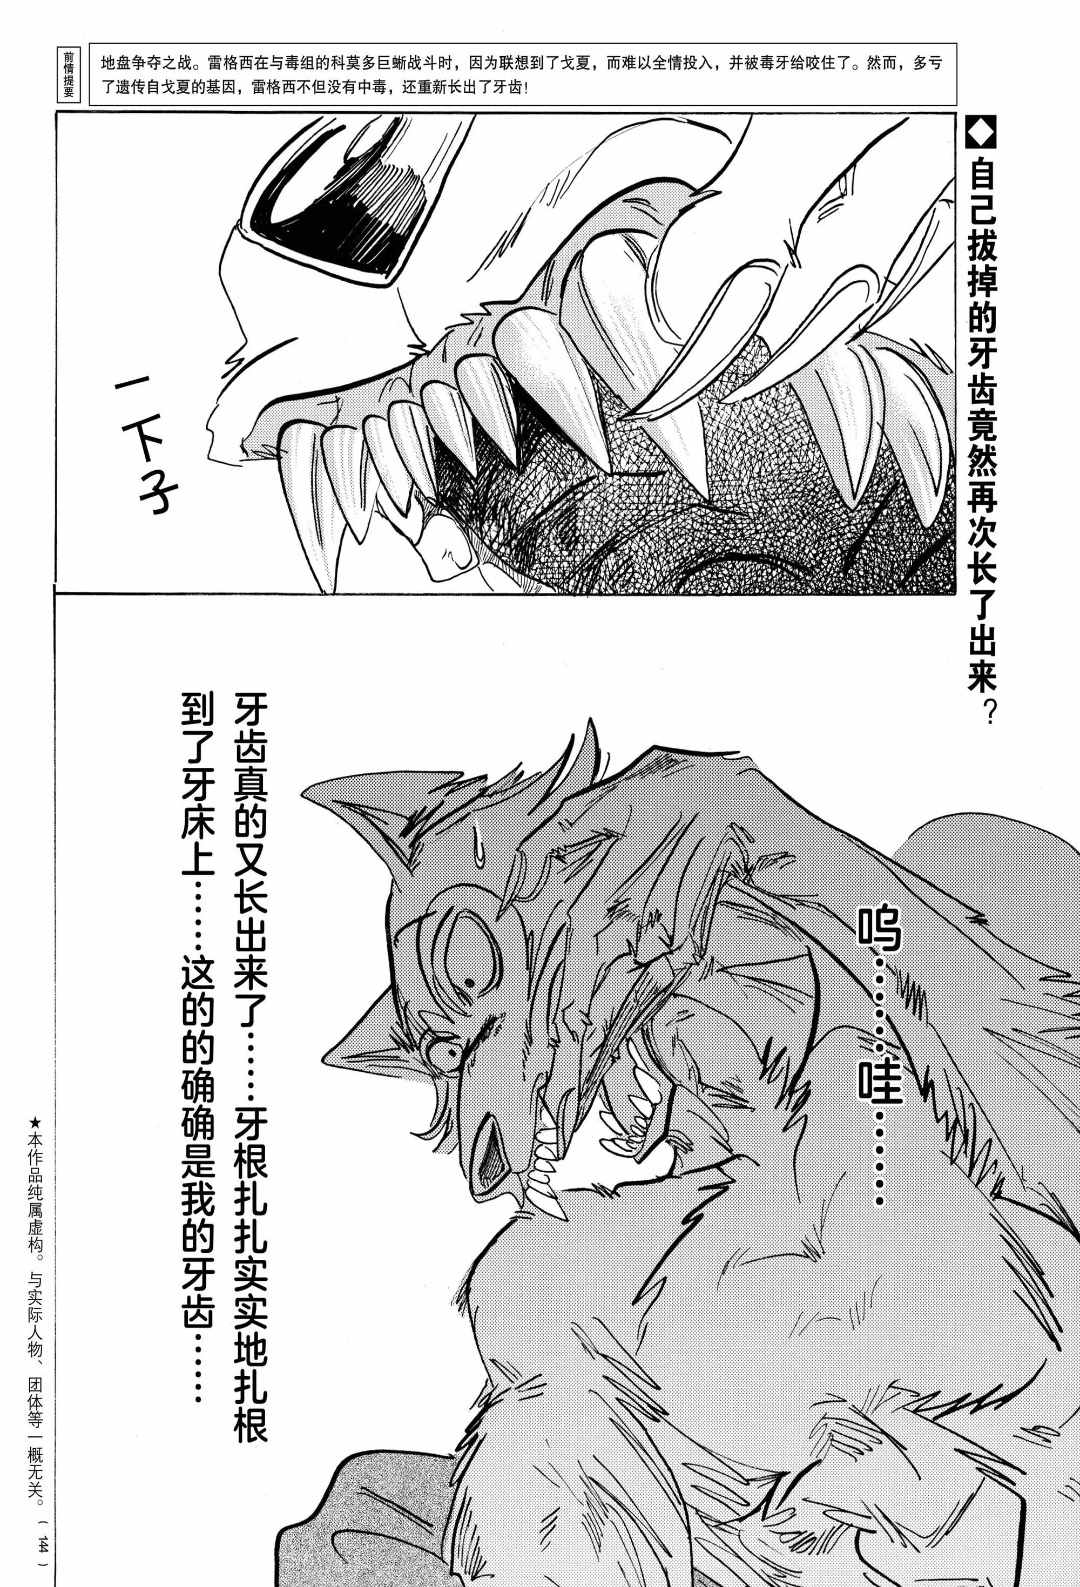 前情提要
地盘争夺之战。雷格西在与毒组的科莫多巨蜥战斗时，因为联想到了戈夏，而难以全情投入，并被毒牙给咬住了。然而，多亏
了遗传自戈夏的基因，雷格西不但没有中毒，还重新长出了牙齿！
◆自己拔掉的牙齿竟然再次长了出来？
一下子
牙齿真的又长出来了……牙根扎扎实实地扎根
到了牙床上……这的的确确是我的牙齿……
呜………哇………
★本作品纯属虚构。与实际人物、团体等一概无关。（144）